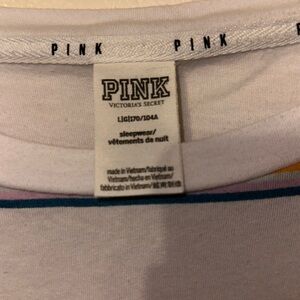 PINK PINK
PINK
VICTORIA'S SECRET
L|G|170/104A
sleepwear/
vêtements de nuit
made in Vietnam/fabriqué au
Vietnam/hecho en Vietnam/
fabbricato in Vietnam/